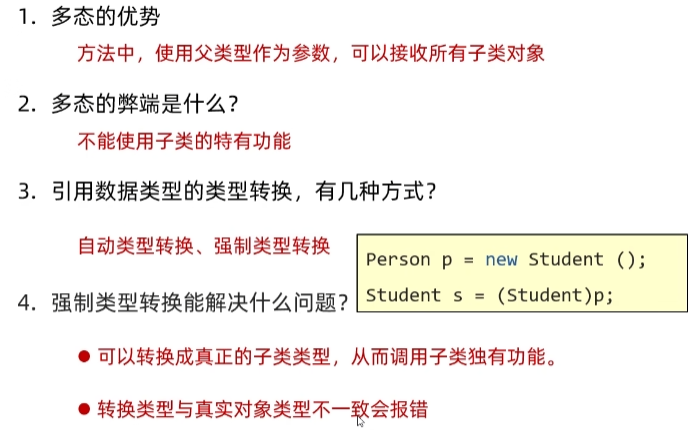 1. 多态的优势
方法中，使用父类型作为参数，可以接收所有子类对象
2. 多态的弊端是什么?
不能使用子类的特有功能
3. 引用数据类型的类型转换，有几种方式?
自动类型转换、强制类型转换
Person p = new Student ();
Student s = (Student)p;
4. 强制类型转换能解决什么问题?
● 可以转换成真正的子类类型，从而调用子类独有功能。
● 转换类型与真实对象类型不一致会报错